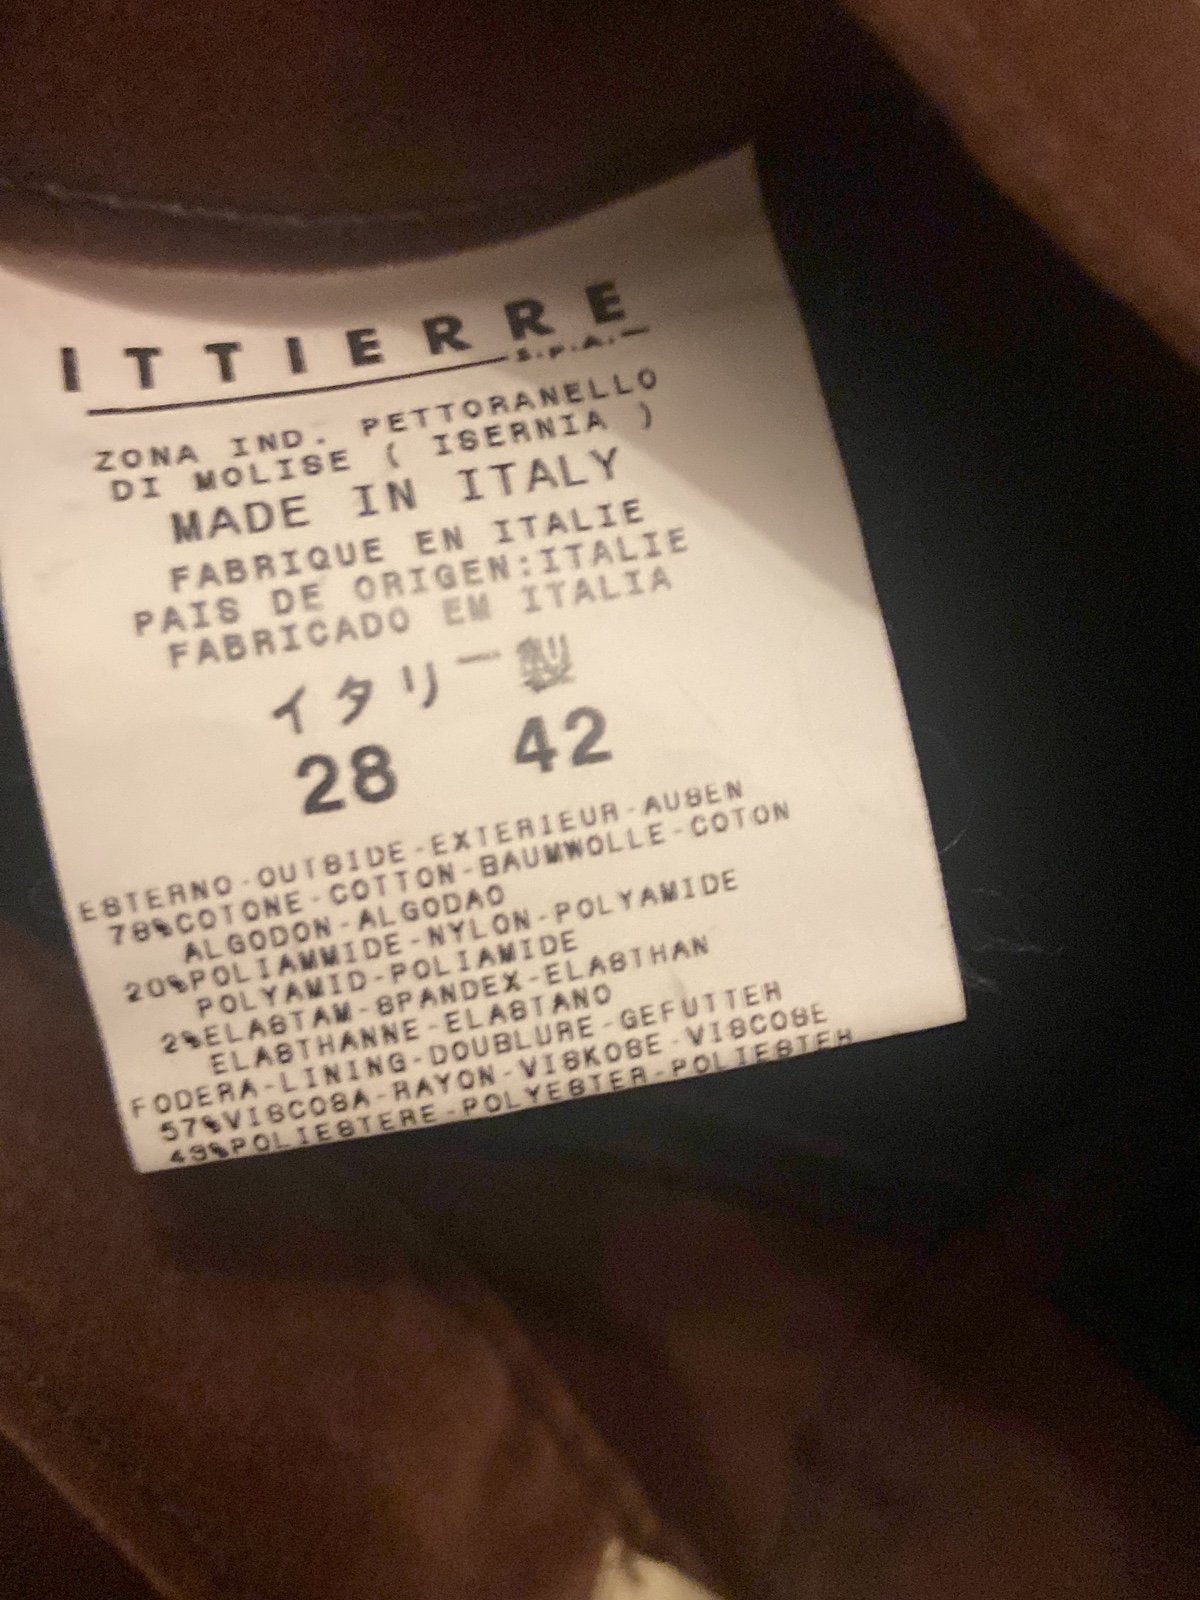 ITTIERRE
S.P.A.
ZONA IND. PETTORANELLO
DI MOLISE ( ISERNIA )
MADE IN ITALY
FABRIQUE EN ITALIE
PAIS DE ORIGEN:ITALIE
FABRICADO EM ITALIA
イタリー製
28 42
ESTERNO-OUTSIDE-EXTERIEUR-AUSEN
78%COTONE-COTTON-BAUMWOLLE-COTON
ALGODON-ALGODAO
20%POLIAMMIDE-NYLON-POLYAMIDE
POLYAMID-POLIAMIDE
2%ELASTAM-SPANDEX-ELASTHAN
ELASTHANNE-ELASTANO
FODERA-LINING-DOUBLURE-GEFUTTER
57%VISCOSA-RAYON-VISKOSE-VISCOSE
43%POLIESTERE-POLYESTER-POLIESTER